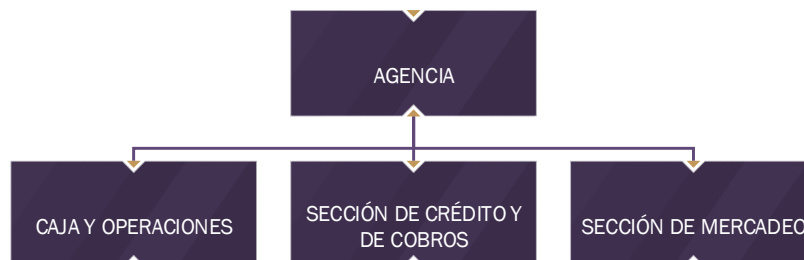 AGENCIA
CAJA Y OPERACIONES
SECCIÓN DE CRÉDITO Y
DE COBROS
SECCIÓN DE MERCADEO